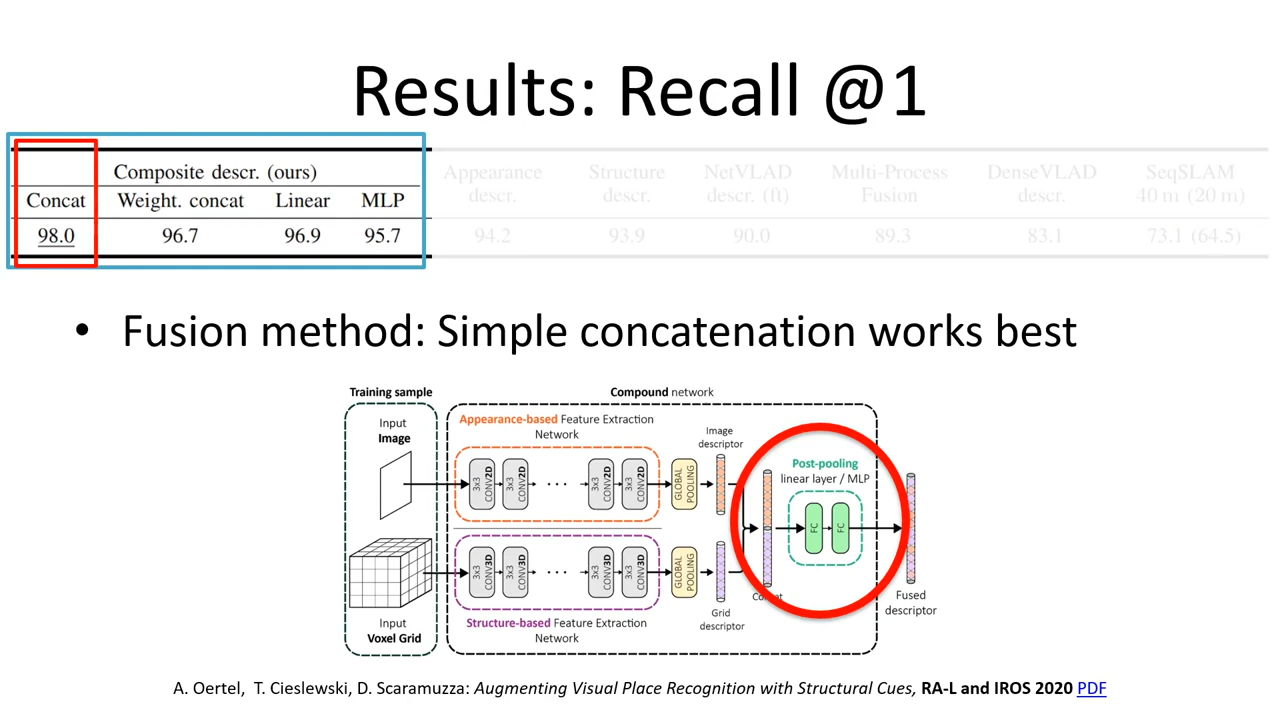 Results: Recall @1
Composite descr. (ours)
Appearance descr.
Structure descr.
NetVLAD descr. (ft)
Multi-Process Fusion
DenseVLAD descr.
SeqSLAM 40 m (20 m)
Concat
Weight. concat
Linear
MLP
98.0
96.7
96.9
95.7
94.2
93.9
90.0
89.3
83.1
73.1 (64.5)
• Fusion method: Simple concatenation works best
Training sample
Compound network
Input
Image
Appearance-based Feature Extraction
Network
3x3 CONV2D
3x3 CONV2D
· · ·
3x3 CONV2D
3x3 CONV2D
GLOBAL POOLING
Image
descriptor
Post-pooling
linear layer / MLP
FC
FC
3x3 CONV3D
3x3 CONV3D
· · ·
3x3 CONV3D
3x3 CONV3D
GLOBAL POOLING
Grid
descriptor
Concat
Fused
descriptor
Input
Voxel Grid
Structure-based Feature Extraction
Network
A. Oertel, T. Cieslewski, D. Scaramuzza: Augmenting Visual Place Recognition with Structural Cues, RA-L and IROS 2020 PDF